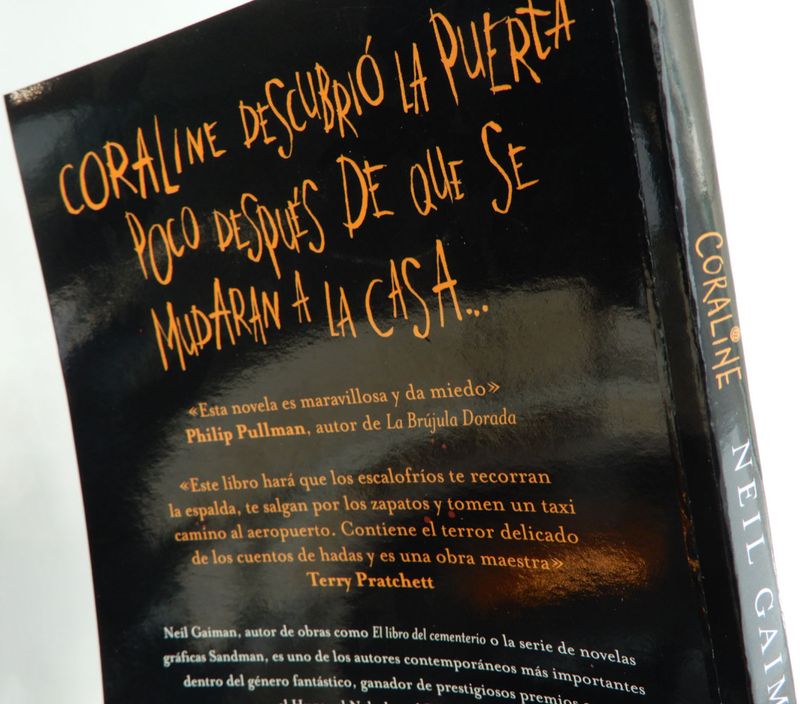 CORALINE DESCUBRIÓ LA PUERTA
POCO DESPUÉS DE QUE SE
MUDARAN A LA CASA...
«Esta novela es maravillosa y da miedo»
Philip Pullman, autor de La Brújula Dorada
«Este libro hará que los escalofríos te recorran
la espalda, te salgan por los zapatos y tomen un taxi
camino al aeropuerto. Contiene el terror delicado
de los cuentos de hadas y es una obra maestra»
Terry Pratchett
Neil Gaiman, autor de obras como El libro del cementerio o la serie de novelas
gráficas Sandman, es uno de los autores contemporáneos más importantes
dentro del género fantástico, ganador de prestigiosos premios
CORALINE
NEIL GAIM